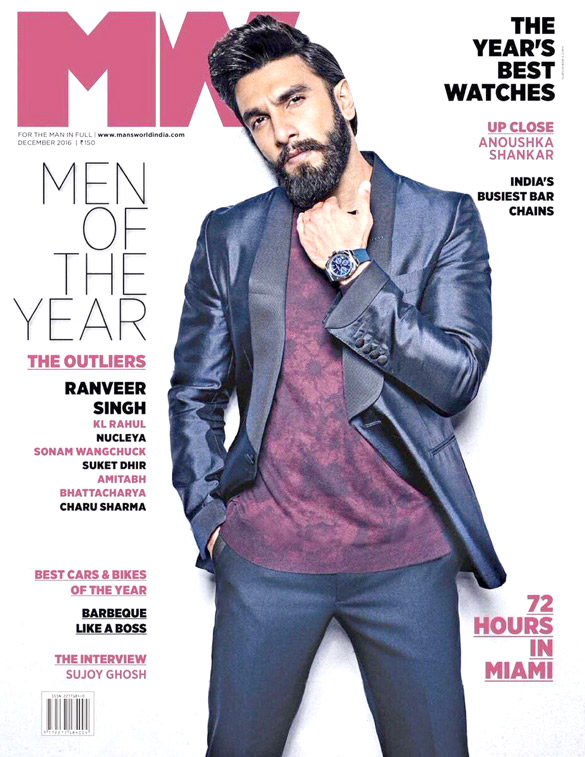 MW
FOR THE MAN IN FULL | www.mansworldindia.com
DECEMBER 2016 | ₹150
MEN
OF
THE
YEAR
THE OUTLIERS
RANVEER
SINGH
KL RAHUL
NUCLEYA
SONAM WANGCHUCK
SUKET DHIR
AMITABH
BHATTACHARYA
CHARU SHARMA
BEST CARS & BIKES
OF THE YEAR
BARBEQUE
LIKE A BOSS
THE INTERVIEW
SUJOY GHOSH
THE
YEAR'S
BEST
WATCHES
UP CLOSE
ANOUSHKA
SHANKAR
INDIA'S
BUSIEST BAR
CHAINS
72
HOURS
IN
MIAMI